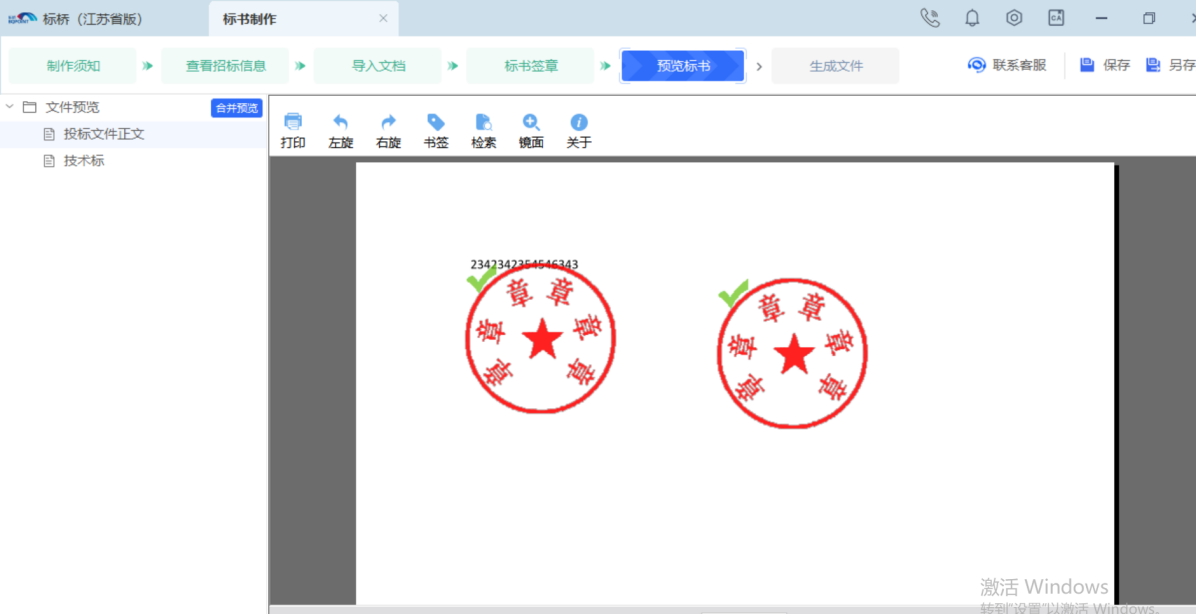 标桥（江苏省版）
标书制作
CA
制作须知
查看招标信息
导入文档
标书签章
预览标书
生成文件
联系客服
保存
另存
文件预览
合并预览
投标文件正文
技术标
打印
左旋
右旋
书签
检索
镜面
关于
2342342354546343
章章章章章章
章章章章章章
激活 Windows
转到"设置"以激活 Windows。